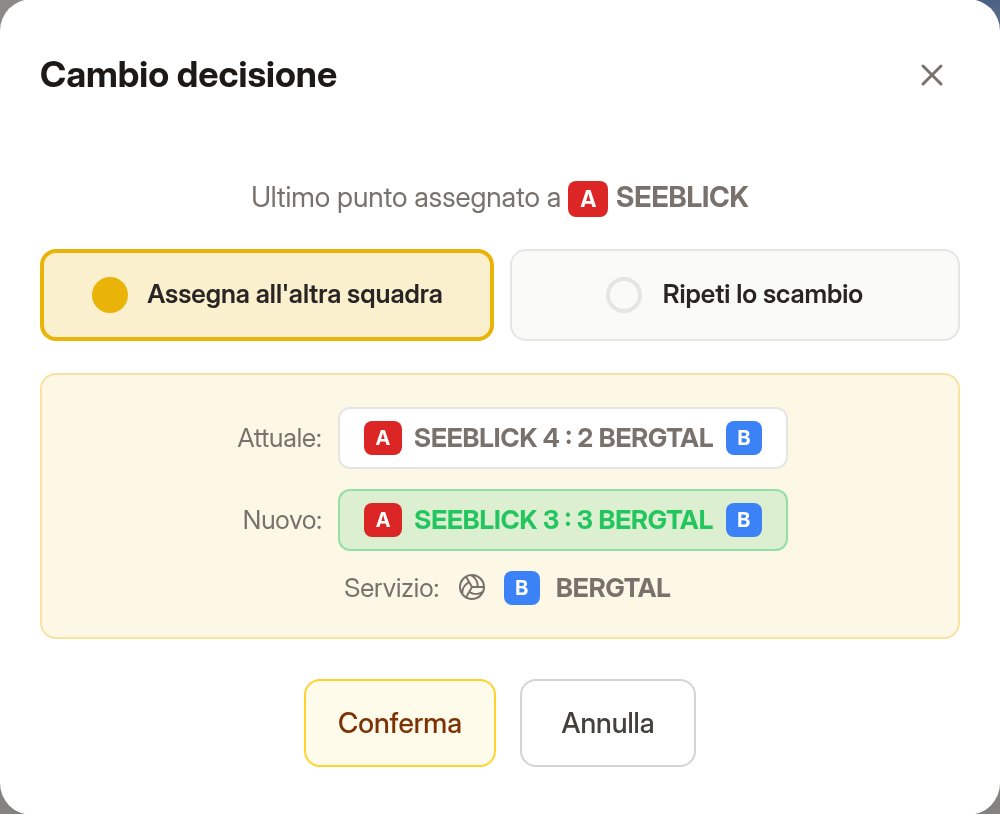 Cambio decisione
Ultimo punto assegnato a A SEEBLICK
Assegna all'altra squadra
Ripeti lo scambio
Attuale: A SEEBLICK 4 : 2 BERGTAL B
Nuovo: A SEEBLICK 3 : 3 BERGTAL B
Servizio: B BERGTAL
Conferma
Annulla